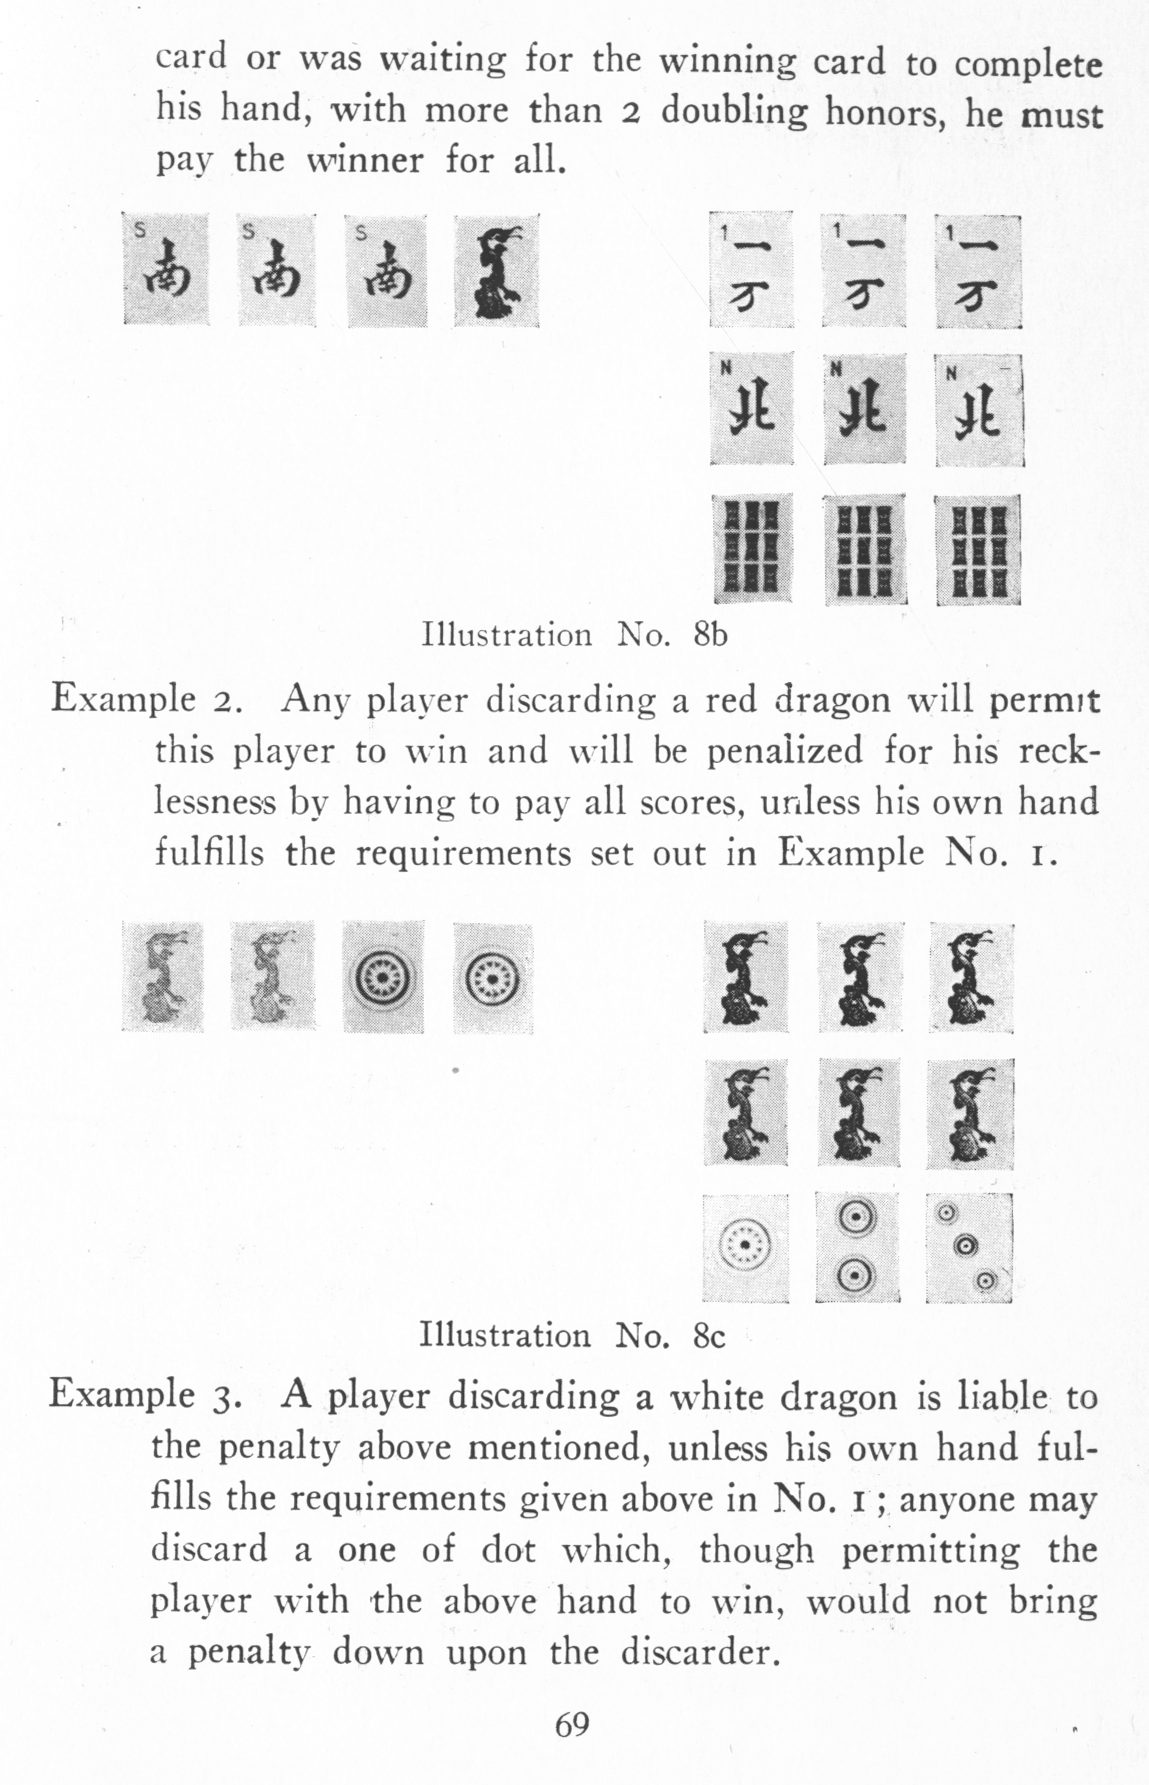 card or was waiting for the winning card to complete
his hand, with more than 2 doubling honors, he must
pay the winner for all.
S S S 1 1 1
南 南 南 一 一 一
万 万 万
N N N
北 北 北
Illustration No. 8b
Example 2. Any player discarding a red dragon will permit
this player to win and will be penalized for his reck-
lessness by having to pay all scores, unless his own hand
fulfills the requirements set out in Example No. 1.
Illustration No. 8c
Example 3. A player discarding a white dragon is liable to
the penalty above mentioned, unless his own hand ful-
fills the requirements given above in No. 1; anyone may
discard a one of dot which, though permitting the
player with the above hand to win, would not bring
a penalty down upon the discarder.
69